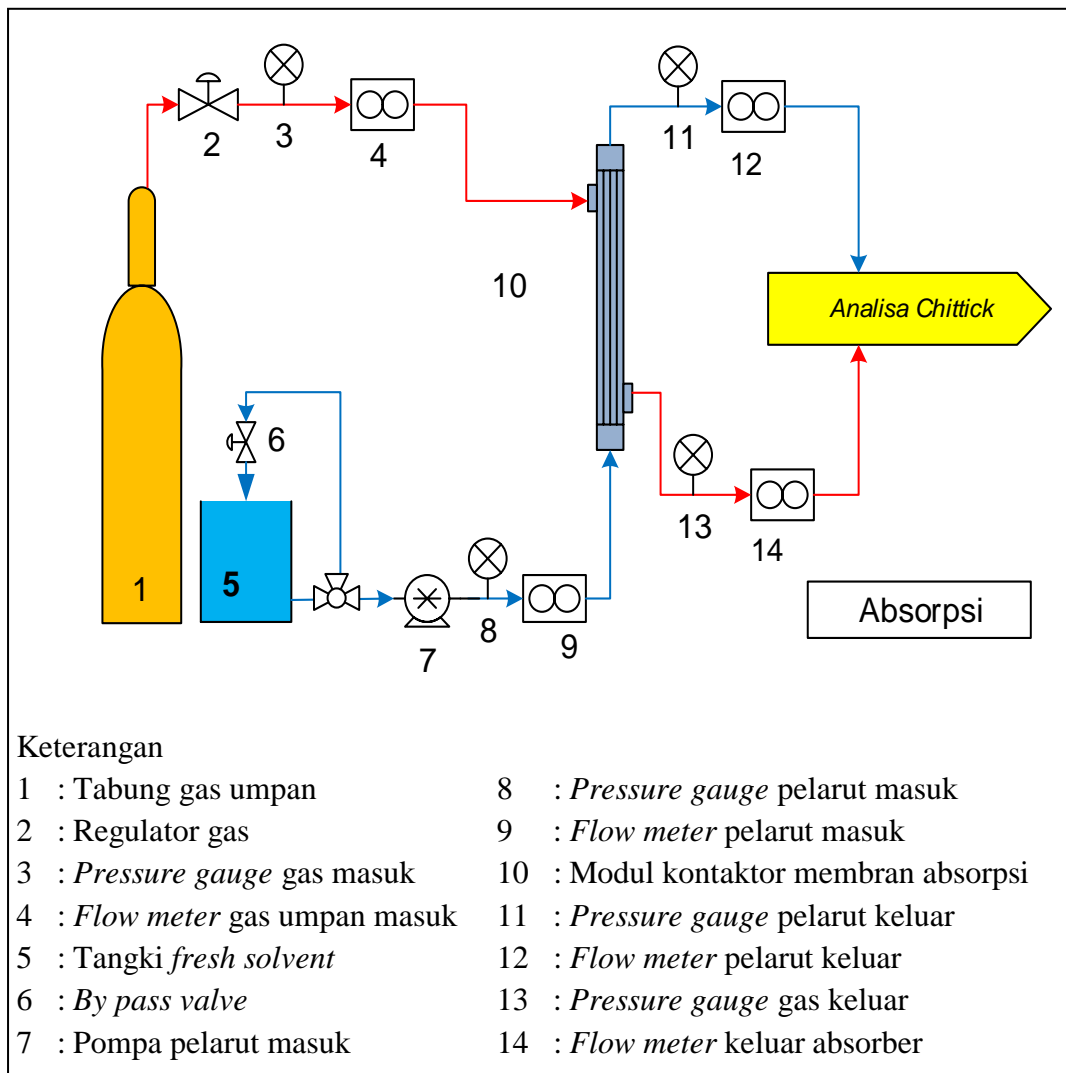 2
3
4
11
12
10
Analisa Chittick
6
13
14
1
5
7
8
9
Absorpsi
Keterangan
1 : Tabung gas umpan
2 : Regulator gas
3 : Pressure gauge gas masuk
4 : Flow meter gas umpan masuk
5 : Tangki fresh solvent
6 : By pass valve
7 : Pompa pelarut masuk
8 : Pressure gauge pelarut masuk
9 : Flow meter pelarut masuk
10 : Modul kontaktor membran absorpsi
11 : Pressure gauge pelarut keluar
12 : Flow meter pelarut keluar
13 : Pressure gauge gas keluar
14 : Flow meter keluar absorber